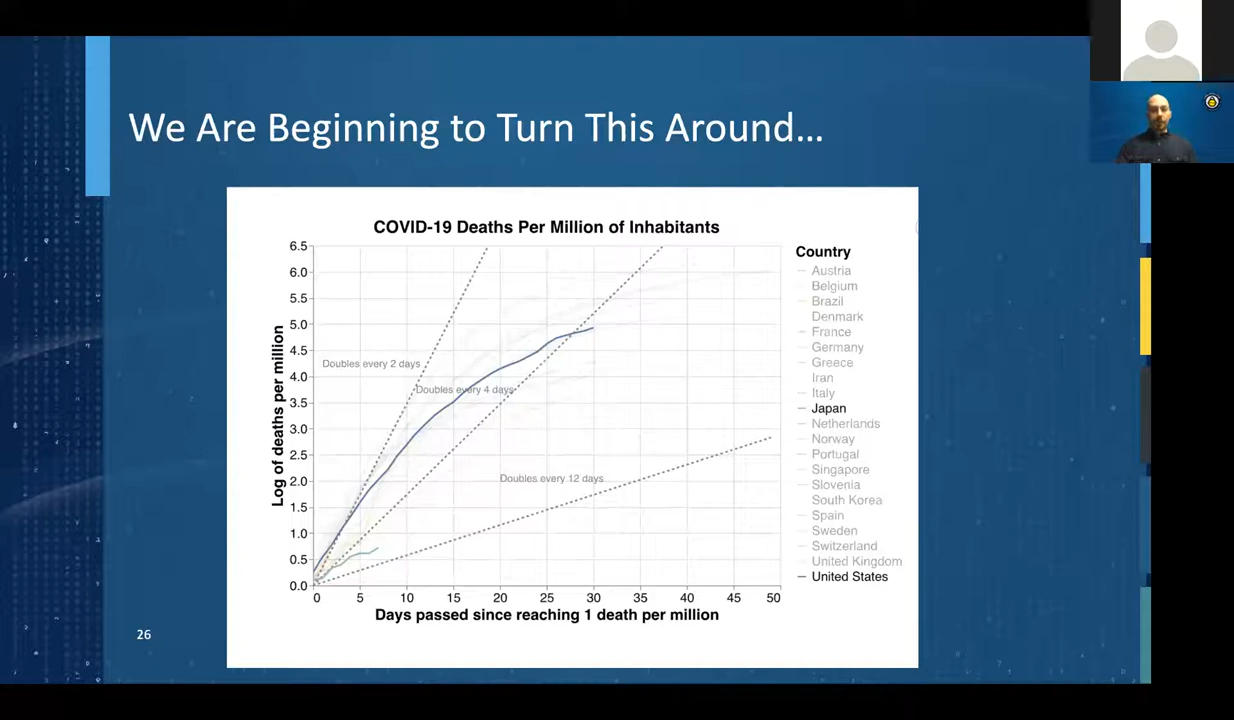 We Are Beginning to Turn This Around...
COVID-19 Deaths Per Million of Inhabitants
Log of deaths per million
6.5
6.0
5.5
5.0
4.5
4.0
3.5
3.0
2.5
2.0
1.5
1.0
0.5
0.0
Doubles every 2 days
Doubles every 4 days
Doubles every 12 days
0 5 10 15 20 25 30 35 40 45 50
Days passed since reaching 1 death per million
Country
Austria
Belgium
Brazil
Denmark
France
Germany
Greece
Iran
Italy
Japan
Netherlands
Norway
Portugal
Singapore
Slovenia
South Korea
Spain
Sweden
Switzerland
United Kingdom
United States
26